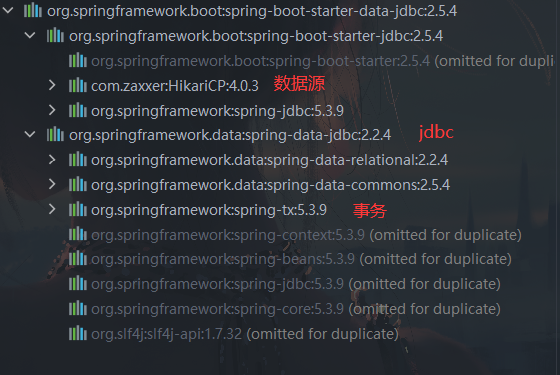 org.springframework.boot:spring-boot-starter-data-jdbc:2.5.4
org.springframework.boot:spring-boot-starter-jdbc:2.5.4
org.springframework.boot:spring-boot-starter:2.5.4 (omitted for dupli
com.zaxxer:HikariCP:4.0.3 数据源
org.springframework:spring-jdbc:5.3.9
org.springframework.data:spring-data-jdbc:2.2.4 jdbc
org.springframework.data:spring-data-relational:2.2.4
org.springframework.data:spring-data-commons:2.5.4
org.springframework:spring-tx:5.3.9 事务
org.springframework:spring-context:5.3.9 (omitted for duplicate)
org.springframework:spring-beans:5.3.9 (omitted for duplicate)
org.springframework:spring-jdbc:5.3.9 (omitted for duplicate)
org.springframework:spring-core:5.3.9 (omitted for duplicate)
org.slf4j:slf4j-api:1.7.32 (omitted for duplicate)